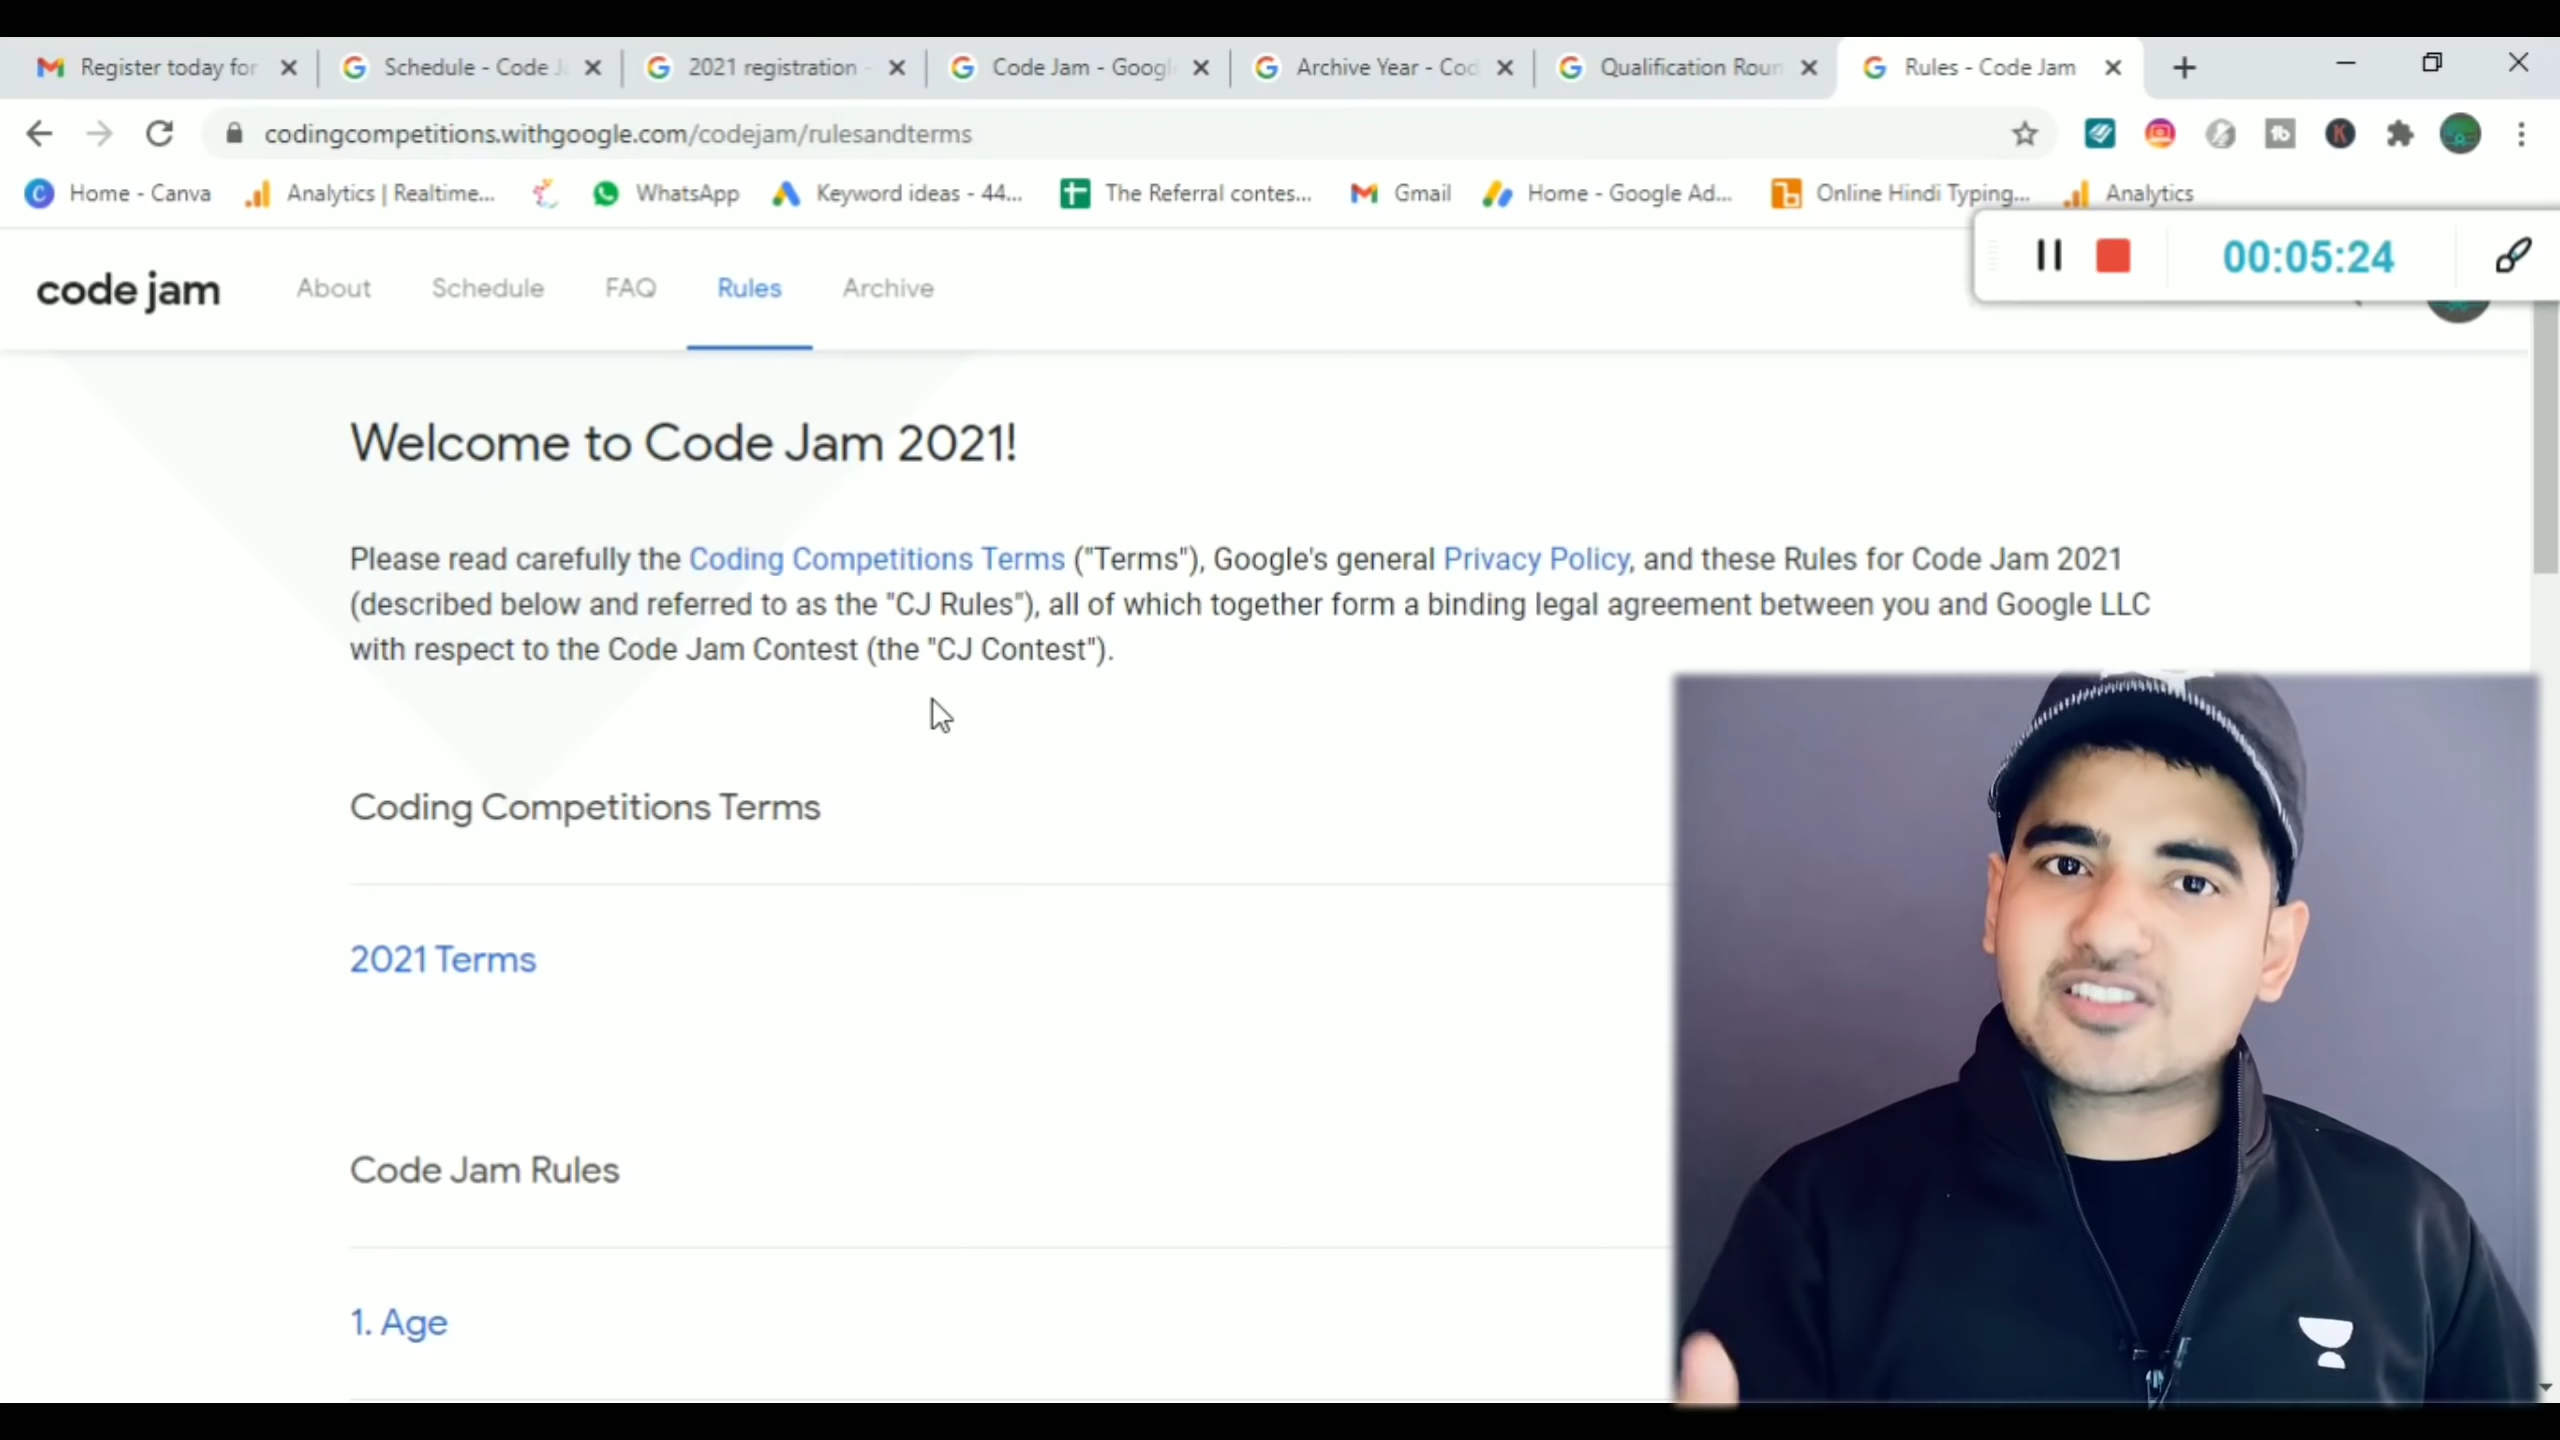 Register today for
Schedule - Code J
2021 registration -
Code Jam - Googl
Archive Year - Cod
Qualification Roun
Rules - Code Jam
codingcompetitions.withgoogle.com/codejam/rulesandterms
Home - Canva
Analytics | Realtime...
WhatsApp
Keyword ideas - 44...
The Referral contes...
Gmail
Home - Google Ad...
Online Hindi Typing...
Analytics
00:05:24
code jam
About
Schedule
FAQ
Rules
Archive
Welcome to Code Jam 2021!
Please read carefully the Coding Competitions Terms ("Terms"), Google's general Privacy Policy, and these Rules for Code Jam 2021
(described below and referred to as the "CJ Rules"), all of which together form a binding legal agreement between you and Google LLC
with respect to the Code Jam Contest (the "CJ Contest").
Coding Competitions Terms
2021 Terms
Code Jam Rules
1. Age